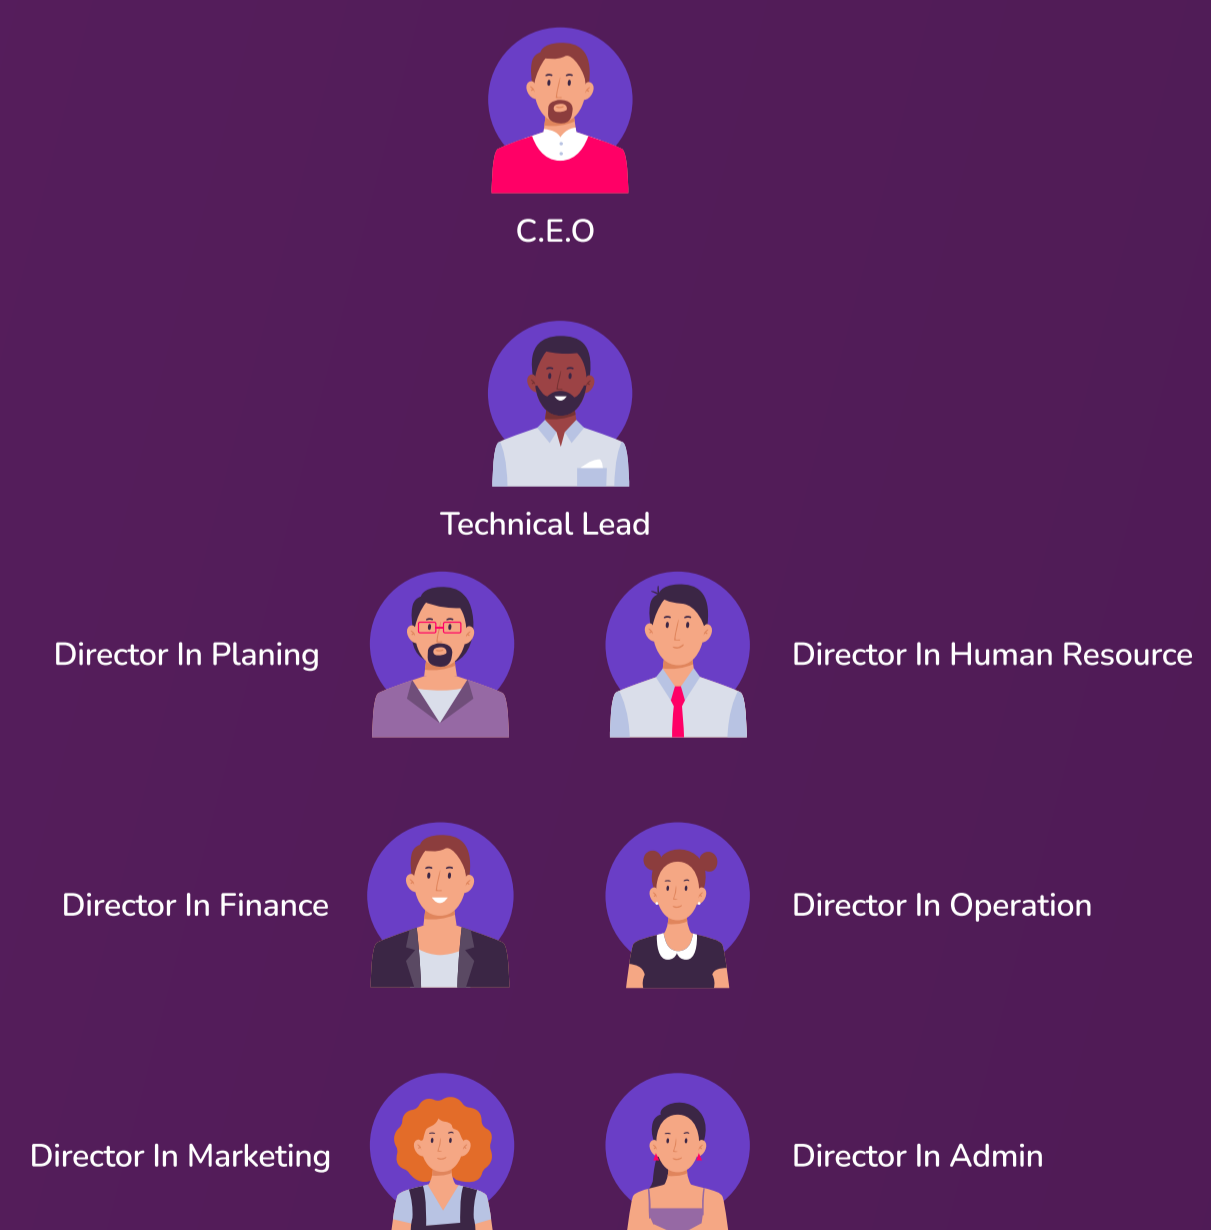 C.E.O
Technical Lead
Director In Planing
Director In Human Resource
Director In Finance
Director In Operation
Director In Marketing
Director In Admin